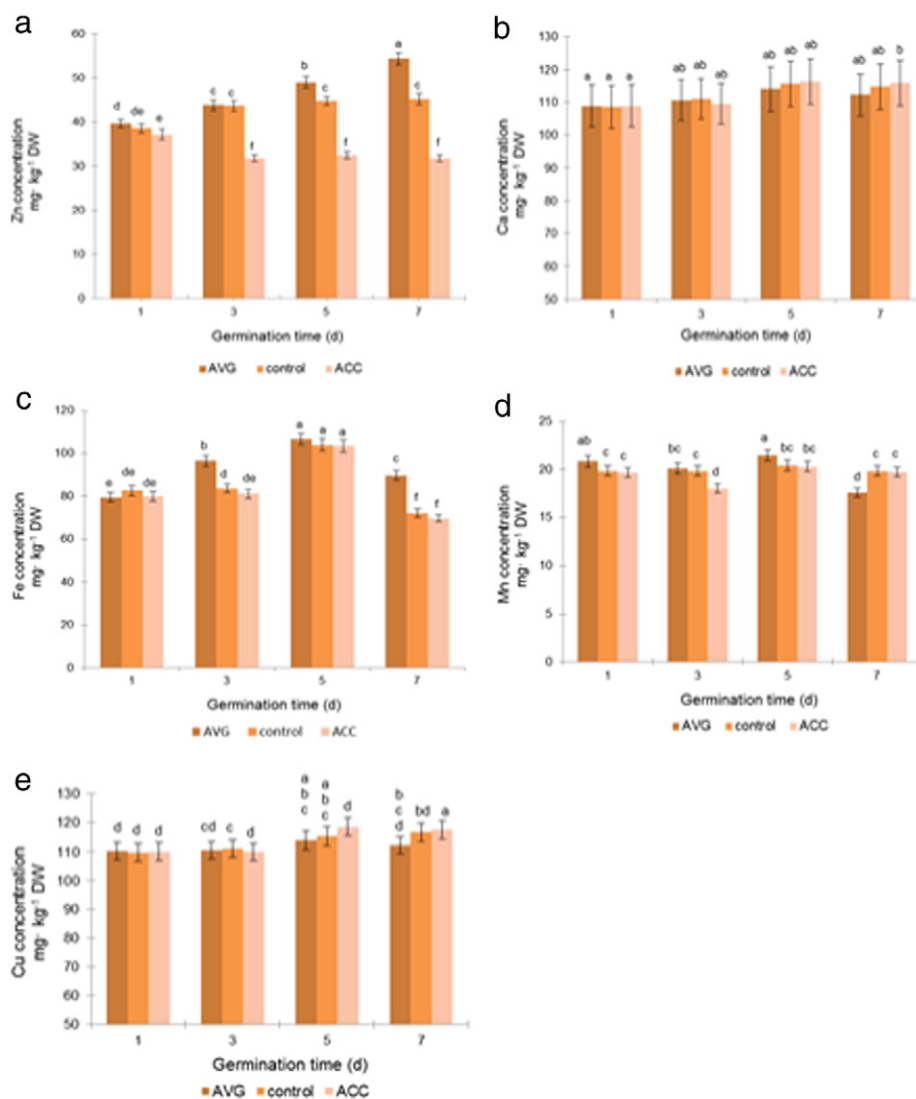 a
Zn concentration
mg· kg⁻¹ DW
60
50
40
30
20
10
0
d de e
c c f
b c f
a c f
1 3 5 7
Germination time (d)
AVG control ACC
b
Ca concentration
mg· kg⁻¹ DW
130
120
110
100
90
80
70
60
50
a a a
ab ab ab
ab ab ab
ab ab b
1 3 5 7
Germination time (d)
AVG control ACC
c
Fe concentration
mg· kg⁻¹ DW
120
100
80
60
40
20
0
e de de
b d de
a a a
c f f
1 3 5 7
Germination time (d)
AVG control ACC
d
Mn concentration
mg· kg⁻¹ DW
25
20
15
10
5
0
ab c c
bc c d
a bc bc
d c c
1 3 5 7
Germination time (d)
AVG control ACC
e
Cu concentration
mg· kg⁻¹ DW
130
120
110
100
90
80
70
60
50
d d d
cd c d
a a
b b
c c d
b
c bd a
d
1 3 5 7
Germination time (d)
AVG control ACC